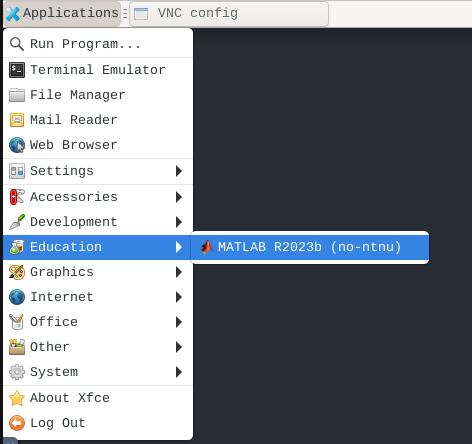 Applications
VNC config
Run Program...
Terminal Emulator
File Manager
Mail Reader
Web Browser
Settings
Accessories
Development
Education
MATLAB R2023b (no-ntnu)
Graphics
Internet
Office
Other
System
About Xfce
Log Out